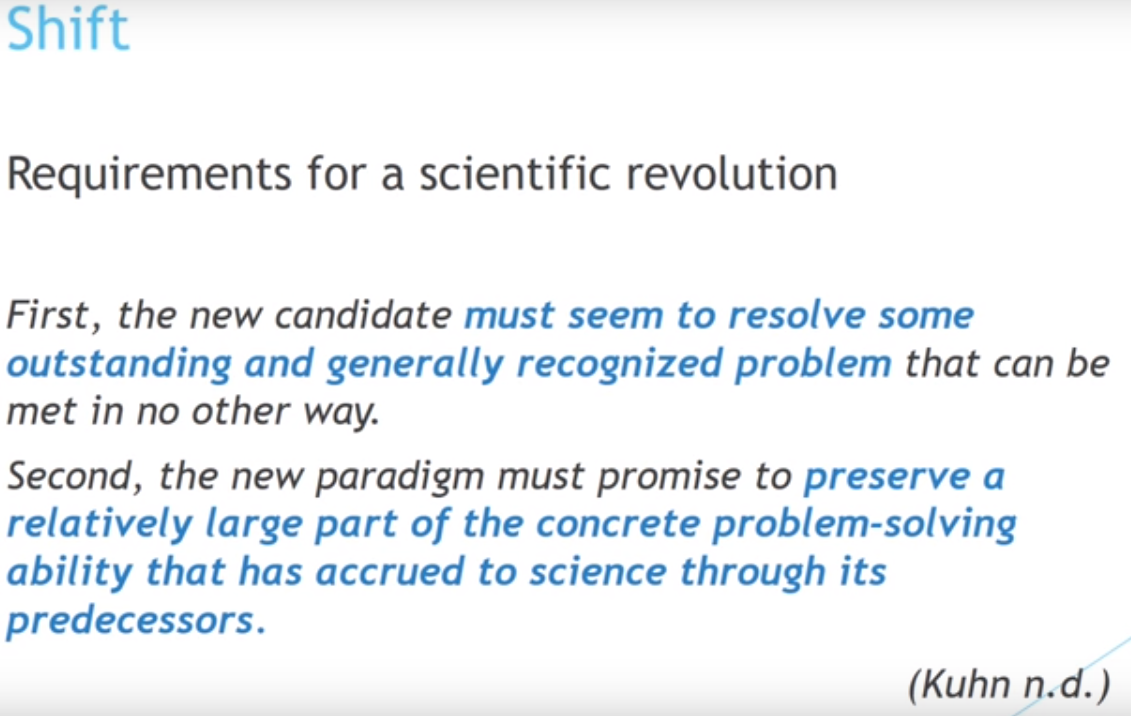 Shift
Requirements for a scientific revolution
First, the new candidate must seem to resolve some
outstanding and generally recognized problem that can be
met in no other way.
Second, the new paradigm must promise to preserve a
relatively large part of the concrete problem-solving
ability that has accrued to science through its
predecessors.
(Kuhn n.d.)